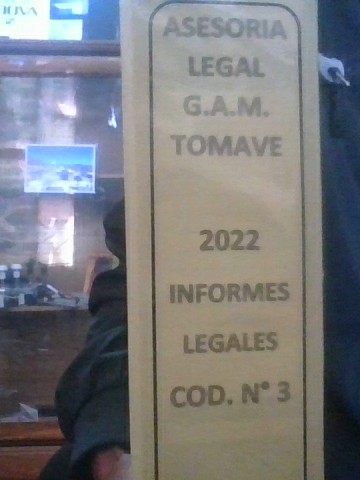 ASESORIA
LEGAL
G.A.M.
TOMAVE
2022
INFORMES
LEGALES
COD. N° 3